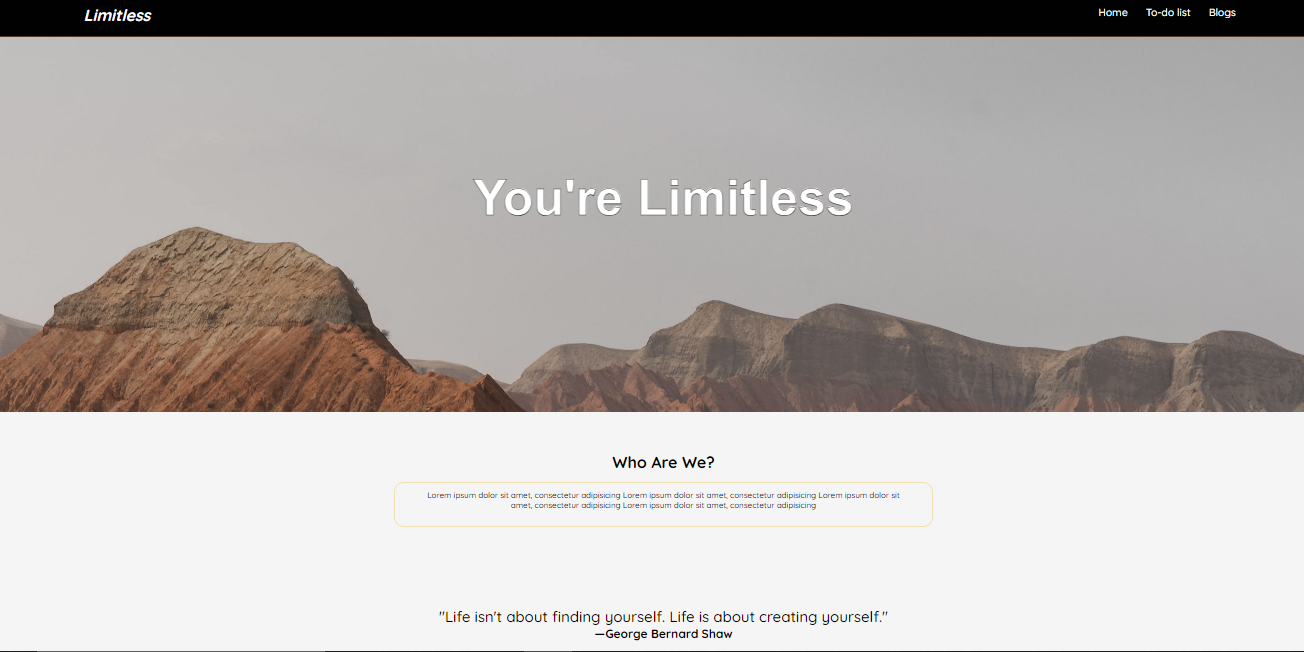 Limitless
Home To-do list Blogs
You're Limitless
Who Are We?
Lorem ipsum dolor sit amet, consectetur adipisicing Lorem ipsum dolor sit amet, consectetur adipisicing Lorem ipsum dolor sit
amet, consectetur adipisicing Lorem ipsum dolor sit amet, consectetur adipisicing
"Life isn't about finding yourself. Life is about creating yourself."
—George Bernard Shaw